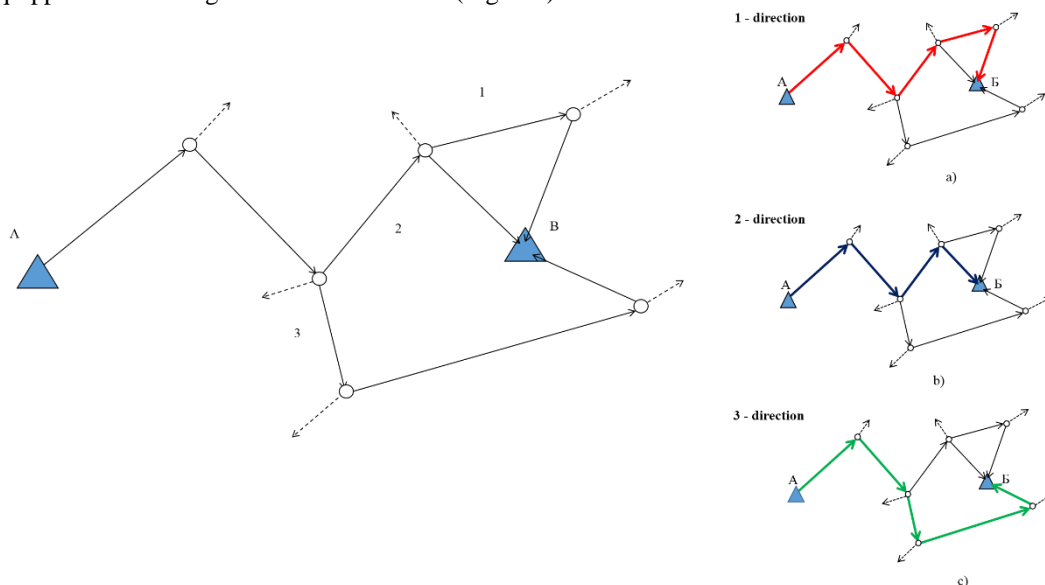 1
A
2
B
3
1 - direction
A
Б
a)
2 - direction
A
Б
b)
3 - direction
A
Б
c)